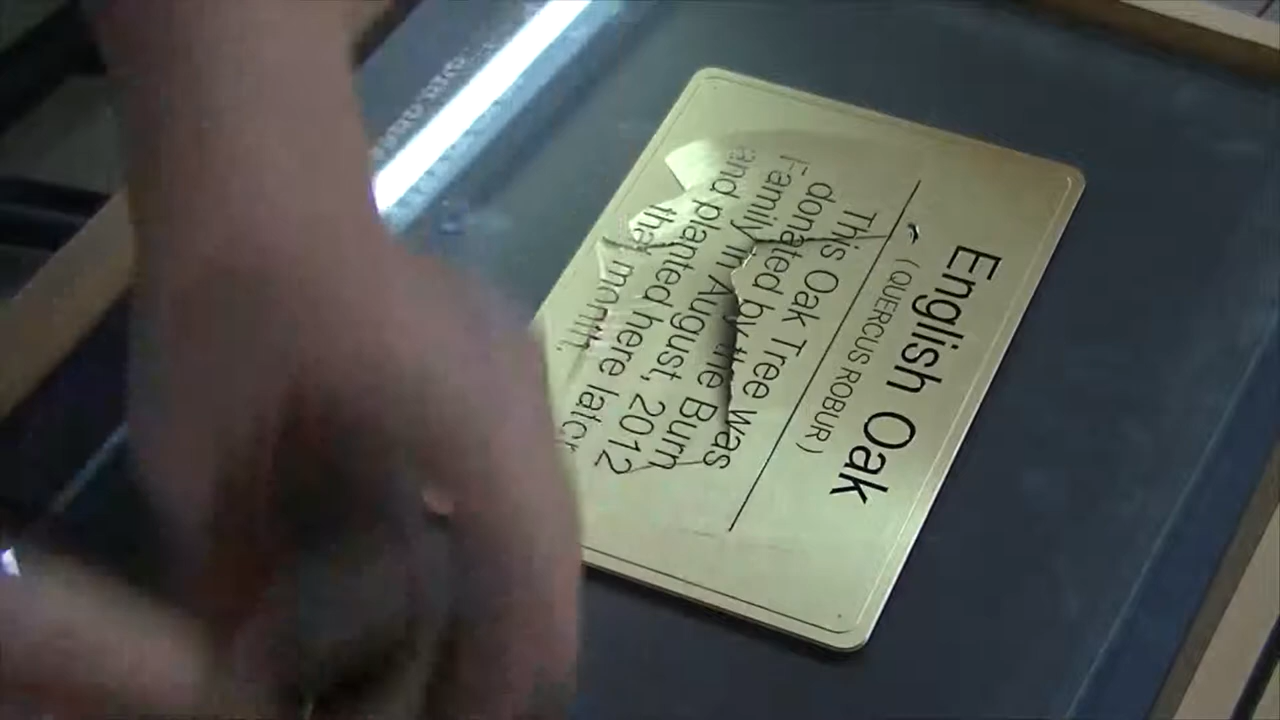 English Oak
( QUERCUS ROBUR )
This Oak Tree was
donated by the Burn
Family in August, 2012
and planted here later
that month.